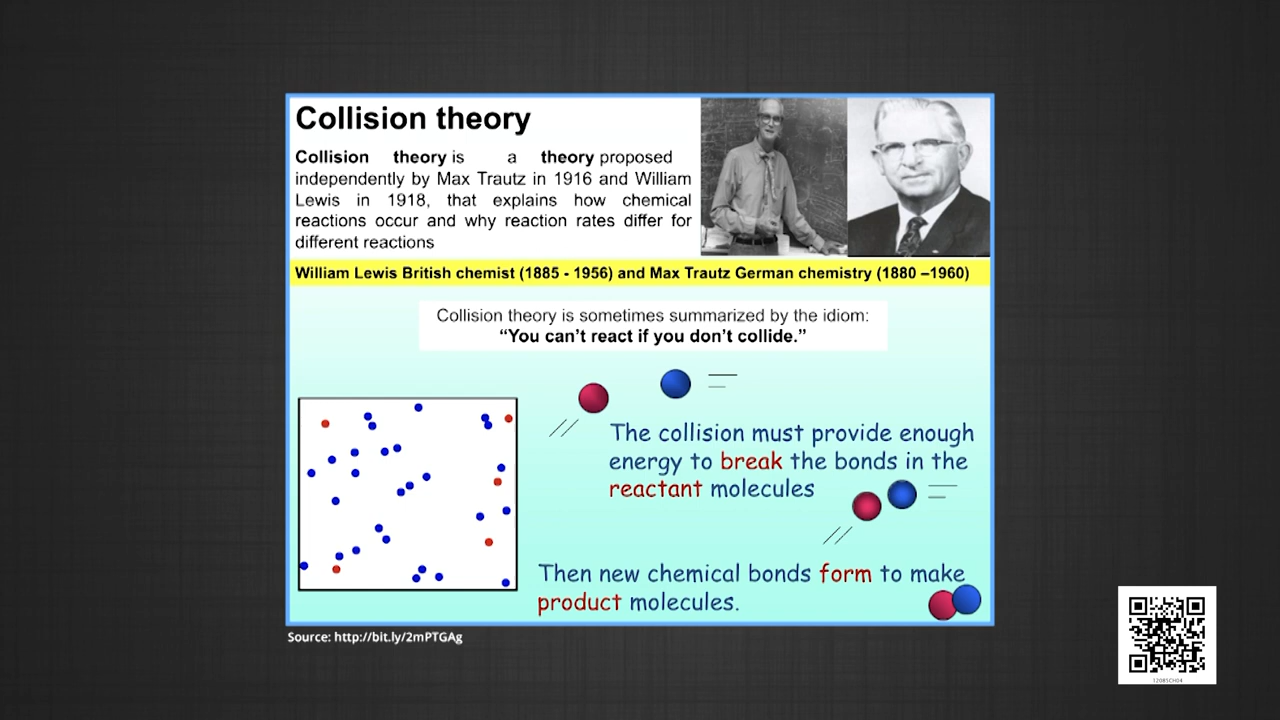 Collision theory
Collision theory is a theory proposed
independently by Max Trautz in 1916 and William
Lewis in 1918, that explains how chemical
reactions occur and why reaction rates differ for
different reactions
William Lewis British chemist (1885 - 1956) and Max Trautz German chemistry (1880 –1960)
Collision theory is sometimes summarized by the idiom:
“You can’t react if you don’t collide.”
The collision must provide enough
energy to break the bonds in the
reactant molecules
Then new chemical bonds form to make
product molecules.
Source: http://bit.ly/2mPTGAg
12085CH04